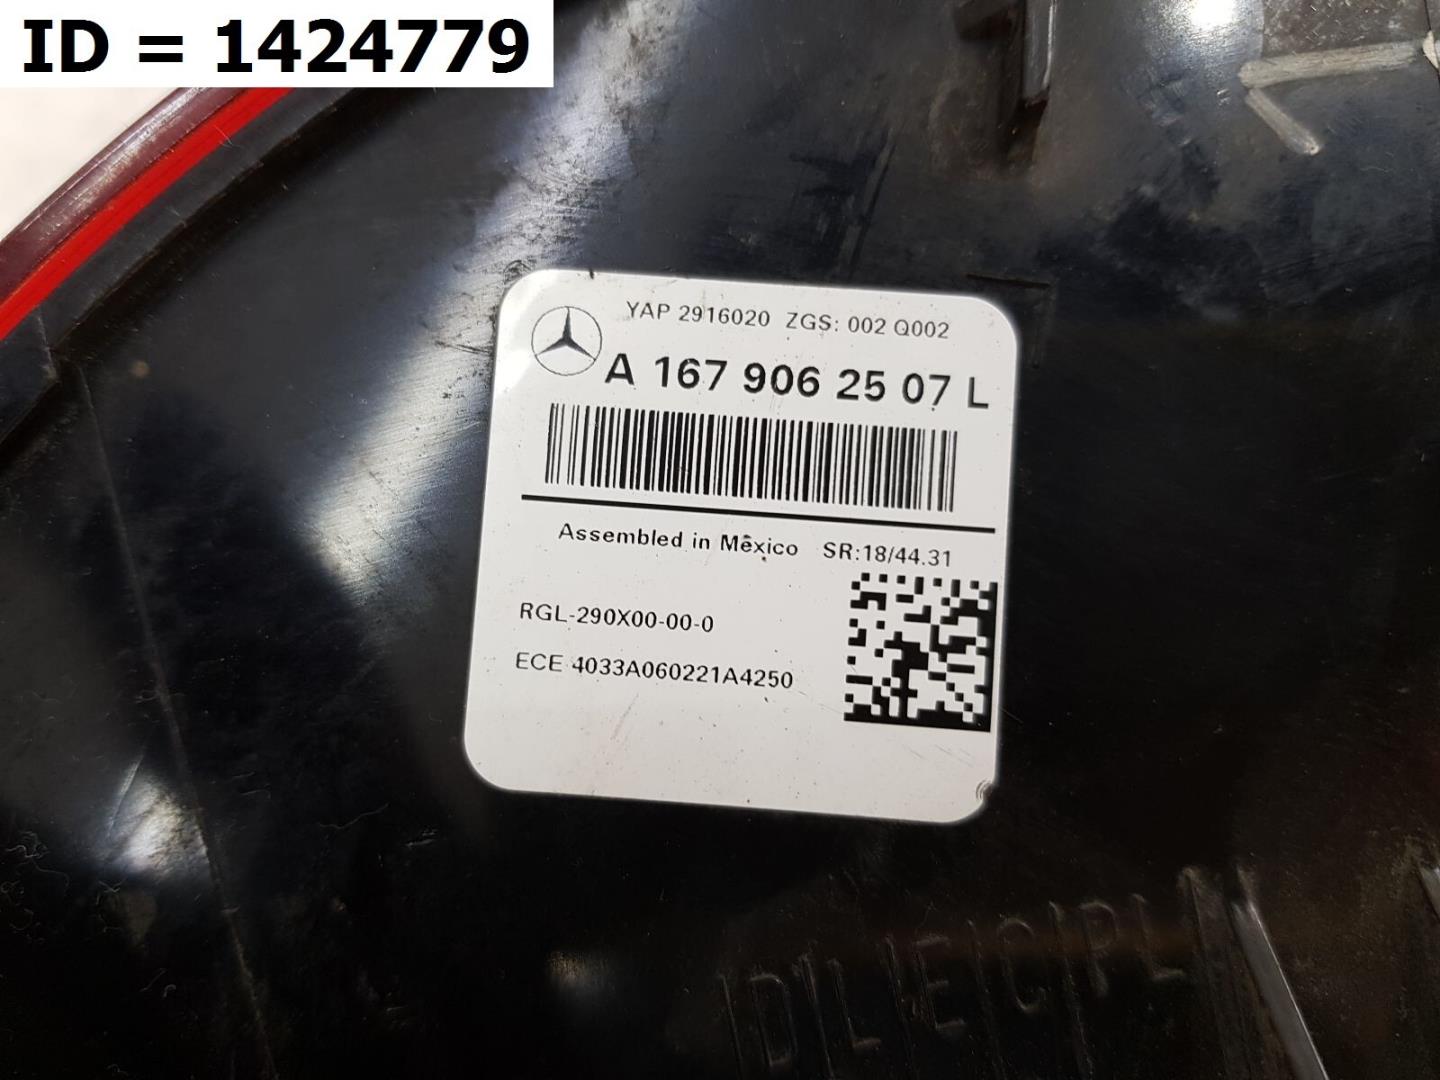 ID = 1424779
YAP 2916020 ZGS: 002 Q002
A 167 906 25 07 L
Assembled in México SR:18/44.31
RGL-290X00-00-0
ECE 4033A060221A4250